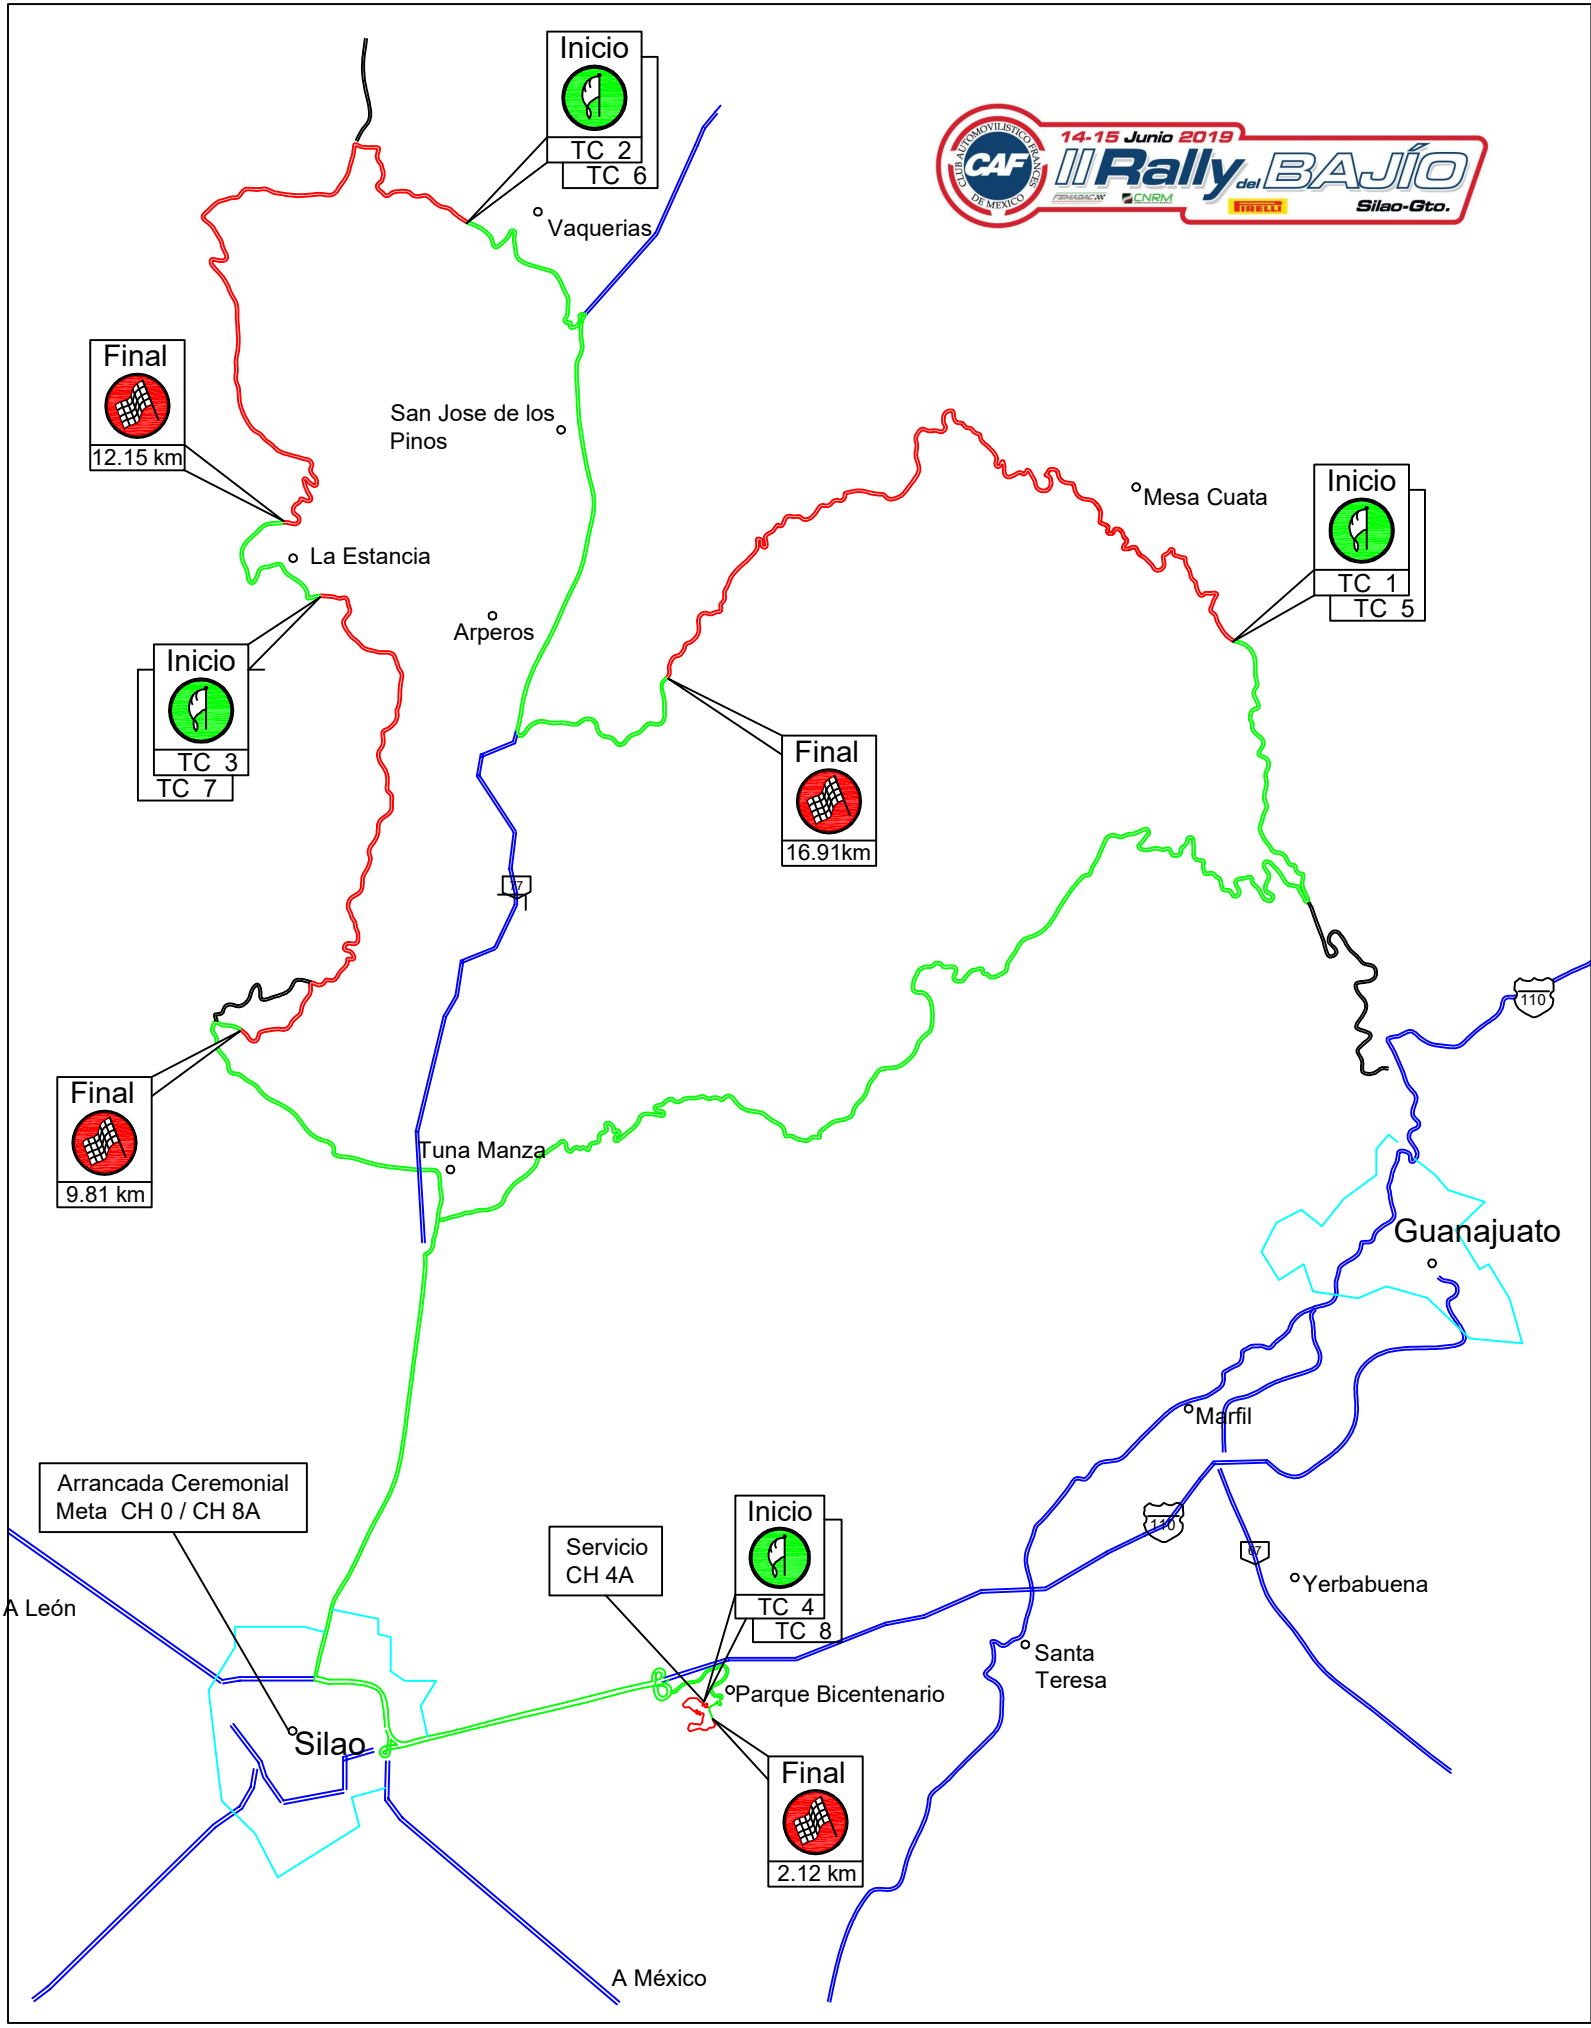 Inicio
TC 2
TC 6
Vaquerias
CLUB AUTOMOVILISTICO FRANCES
DE MEXICO
CAF
14-15 Junio 2019
II Rally del BAJÍO
FEMADAC
CNRM
PIRELLI
Silao-Gto.
Final
12.15 km
San Jose de los
Pinos
Mesa Cuata
Inicio
TC 1
TC 5
La Estancia
Arperos
Inicio
TC 3
TC 7
Final
16.91km
77
110
Final
9.81 km
Tuna Manza
Guanajuato
Marfil
Arrancada Ceremonial
Meta CH 0 / CH 8A
Servicio
CH 4A
Inicio
TC 4
TC 8
110
67
Yerbabuena
A León
Santa
Teresa
Parque Bicentenario
Silao
Final
2.12 km
A México